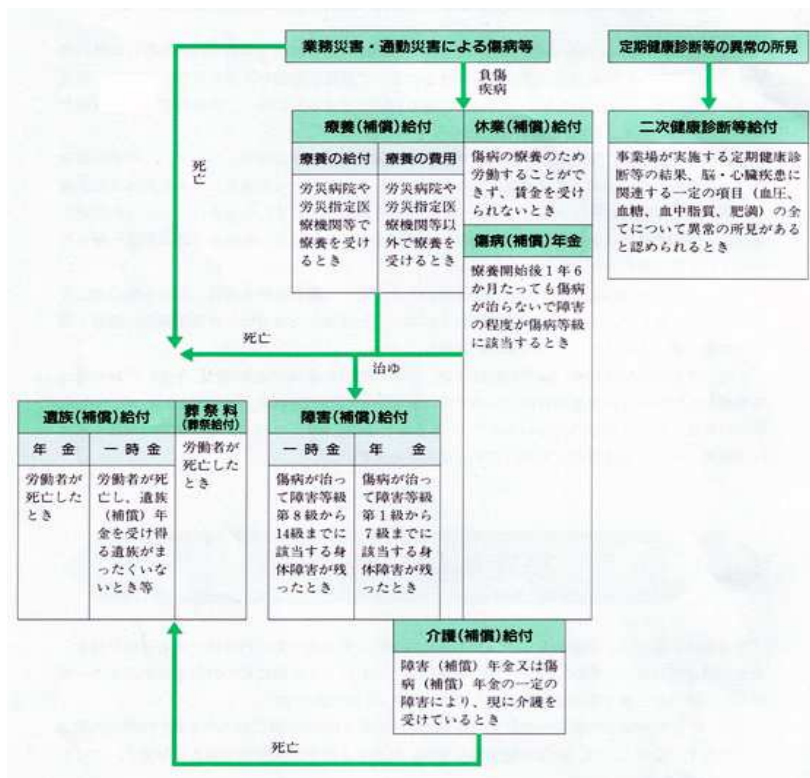 業務災害・通勤災害による傷病等
定期健康診断等の異常の所見
負傷
疾病
死亡
療養(補償)給付
療養の給付
療養の費用
労災病院や
労災指定医
療機関等で
療養を受け
るとき
労災病院や
労災指定医
療機関等以
外で療養を
受けるとき
休業(補償)給付
傷病の療養のため
労働することがで
きず、賃金を受け
られないとき
傷病(補償)年金
療養開始後1年6
か月たっても傷病
が治らないで障害
の程度が傷病等級
に該当するとき
二次健康診断等給付
事業場が実施する定期健康診
断等の結果、脳・心臓疾患に
関連する一定の項目(血圧、
血糖、血中脂質、肥満)の全
てについて異常の所見がある
と認められるとき
死亡
治ゆ
遺族(補償)給付
年金
労働者が
死亡した
とき
一時金
労働者が死
亡し、遺族
(補償)年
金を受け得
る遺族がま
ったくいな
いとき等
葬祭料
(葬祭給付)
労働者が
死亡した
とき
障害(補償)給付
一時金
傷病が治っ
て障害等級
第8級から
14級までに
該当する身
体障害が残
ったとき
年金
傷病が治っ
て障害等級
第1級から
7級までに
該当する身
体障害が残
ったとき
介護(補償)給付
障害(補償)年金又は傷
病(補償)年金の一定の
障害により、現に介護を
受けているとき
死亡